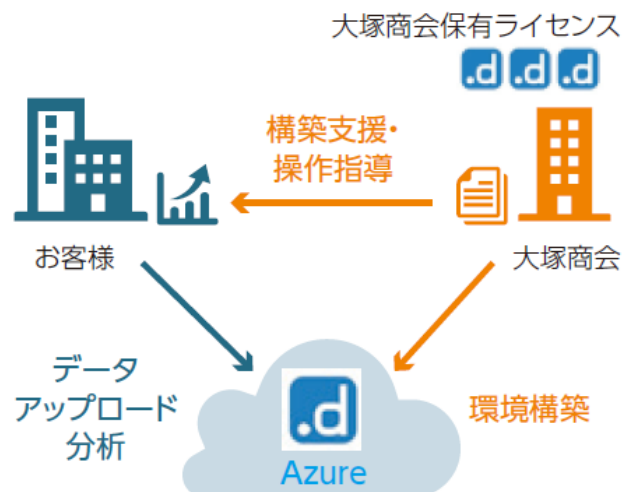 大塚商会保有ライセンス
.d .d .d
構築支援・
操作指導
お客様
大塚商会
データ
アップロード
分析
.d
環境構築
Azure